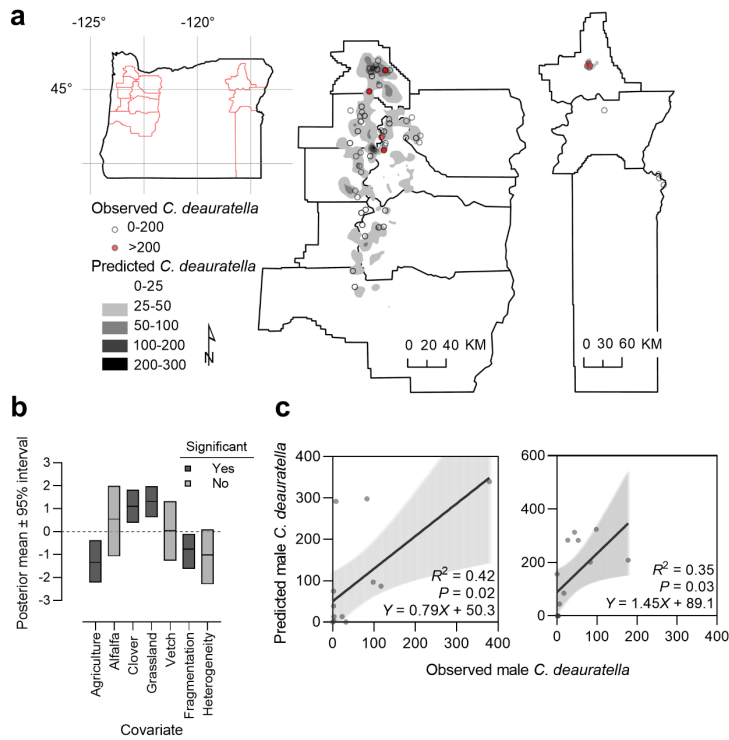 a
-125°
-120°
45°
Observed C. deauratella
0-200
>200
Predicted C. deauratella
0-25
25-50
50-100
100-200
200-300
N
0 20 40 KM
0 30 60 KM
b
Significant
Yes
No
Posterior mean ± 95% interval
3
2
1
0
-1
-2
-3
Agriculture
Alfalfa
Clover
Grassland
Vetch
Fragmentation
Heterogeneity
Covariate
c
Predicted male C. deauratella
400
300
200
100
0
0 100 200 300 400
R² = 0.42
P = 0.02
Y = 0.79X + 50.3
600
400
200
0
0 100 200 300 400
R² = 0.35
P = 0.03
Y = 1.45X + 89.1
Observed male C. deauratella